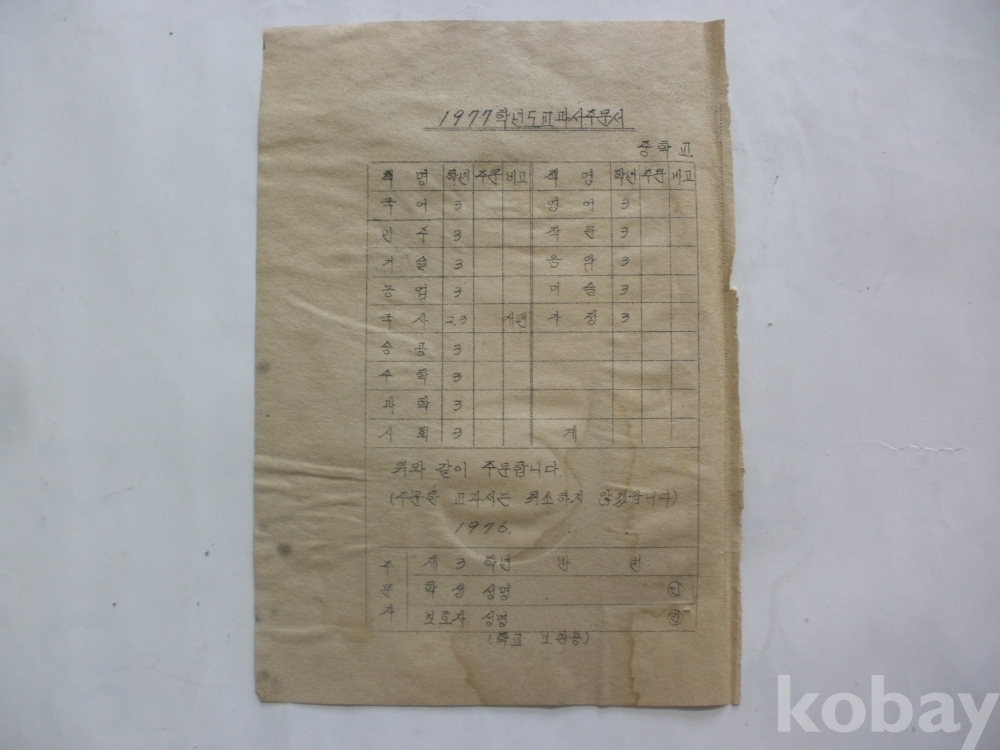 1977학년도교과서주문서
중학교
책명 학년 주문 비고 책명 학년 주문 비고
국어 3 영어 3
민주 3 작문 3
기술 3 음악 3
농업 3 미술 3
국사 2,3 개편 가정 3
승공 3
수학 3
과학 3
사회 3 계
위와 같이 주문합니다.
(주문한 교과서는 취소하지 않겠습니다)
1976. . .
주문자 제 3 학년 반 번
학생 성명 인
보호자 성명 인
(학교 보관용)
kobay